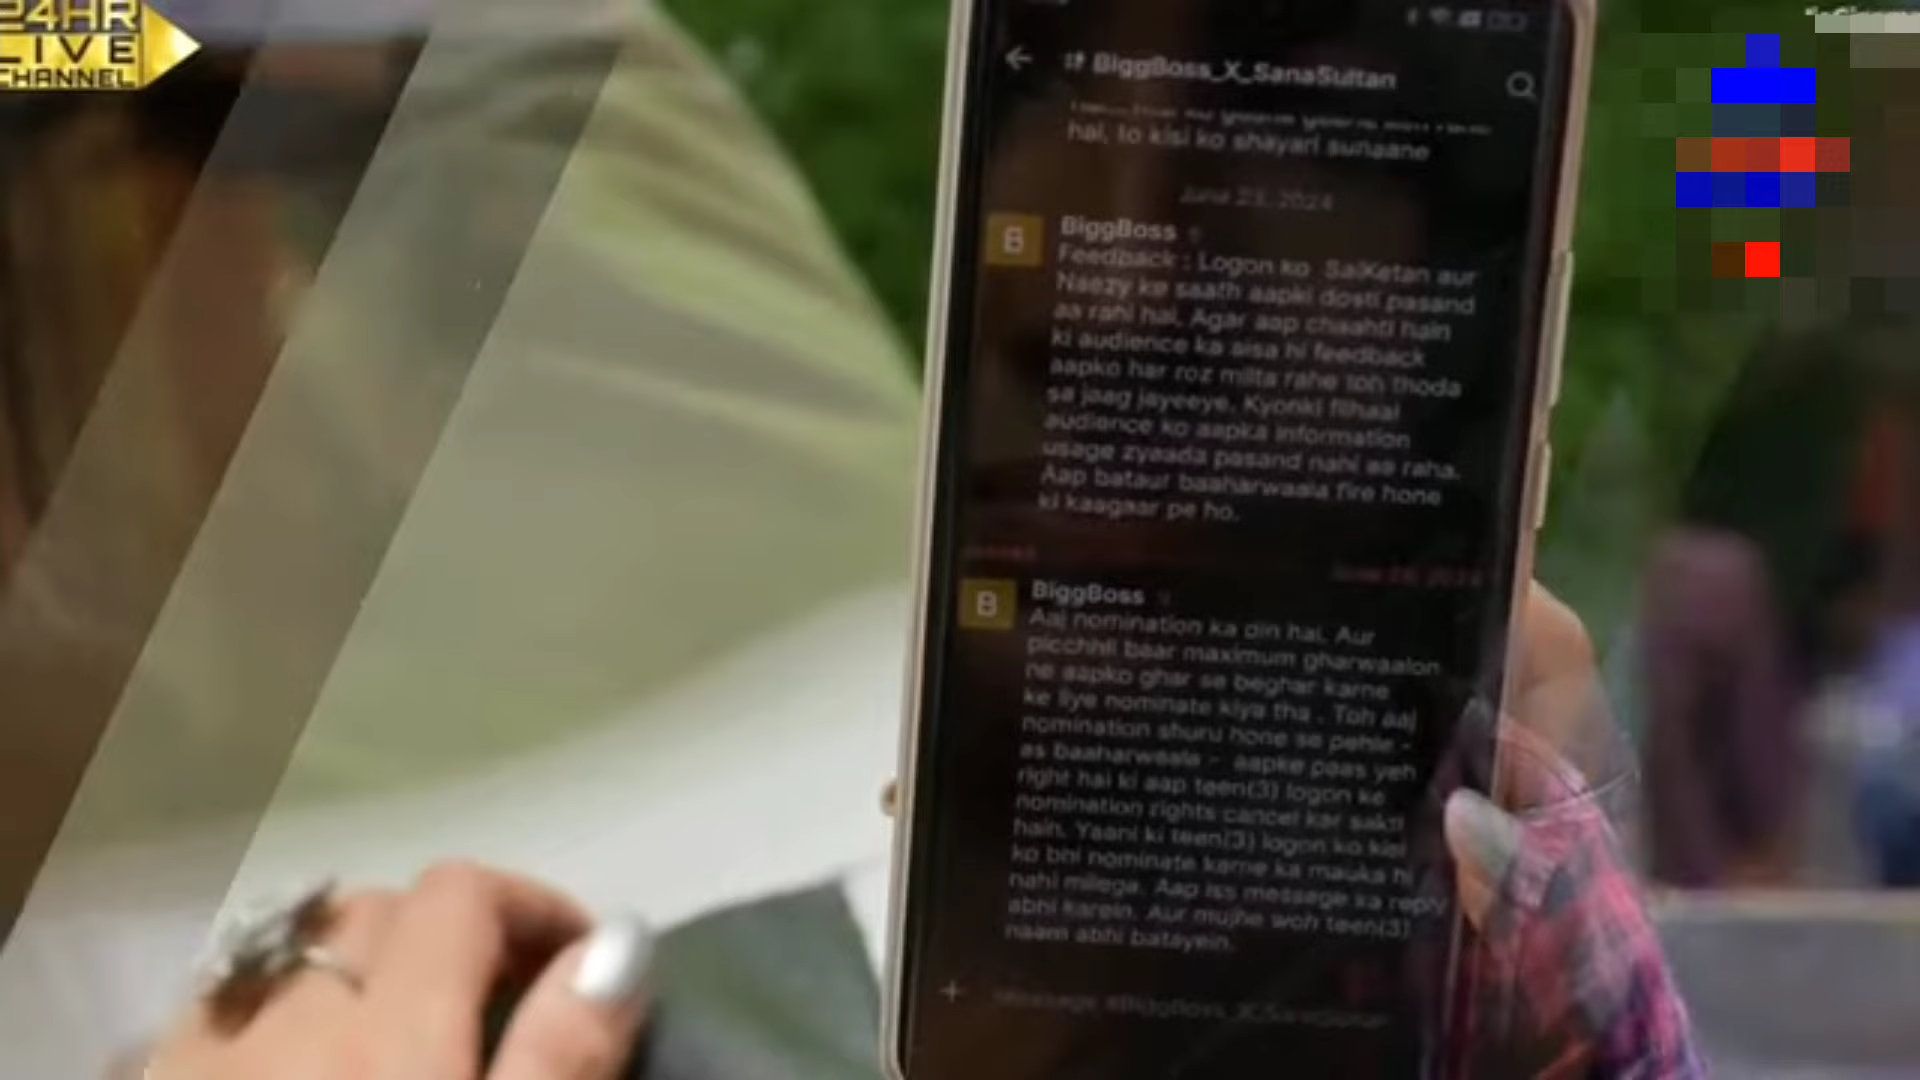 24HR
LIVE
CHANNEL
# BiggBoss_X_SanaSultan
hai, to kisi ko shayari sunaane
June 23, 2024
B
BiggBoss
Feedback : Logon ko SaiKetan aur
Naezy ke saath aapki dosti pasand
aa rahi hai. Agar aap chaahti hain
ki audience ka aisa hi feedback
aapko har roz milta rahe toh thoda
sa jaag jayeeye. Kyonki filhaal
audience ko aapka information
usage zyaada pasand nahi aa raha.
Aap bataur baaharwaala fire hone
ki kaagaar pe ho.
B
BiggBoss
Aaj nomination ka din hai. Aur
picchhli baar maximum gharwaalon
ne aapko ghar se beghar karne
ke liye nominate kiya tha . Toh aaj
nomination shuru hone se pehle -
as baaharwaala - aapke paas yeh
right hai ki aap teen(3) logon ke
nomination rights cancel kar sakti
hain. Yaani ki teen(3) logon ko kisi
ko bhi nominate karne ka mauka hi
nahi milega. Aap iss message ka reply
abhi karein. Aur mujhe woh teen(3)
naam abhi batayein.
Message #BiggBoss_X_SanaSultan